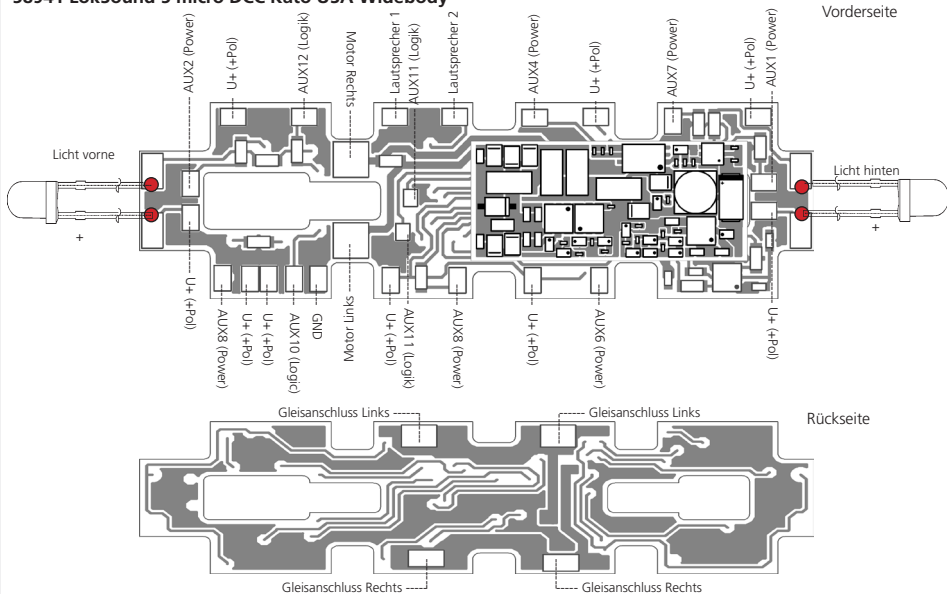 58941 LokSound 5 micro DCC Kato USA Widebody
Vorderseite
AUX2 (Power)
U+ (+Pol)
AUX12 (Logik)
Motor Rechts
Lautsprecher 1
AUX11 (Logik)
Lautsprecher 2
AUX4 (Power)
U+ (+Pol)
AUX7 (Power)
U+ (+Pol)
AUX1 (Power)
Licht vorne
Licht hinten
+
+
U+ (+Pol)
AUX8 (Power)
U+ (+Pol)
U+ (+Pol)
AUX10 (Logic)
GND
Motor Links
U+ (+Pol)
AUX11 (Logik)
AUX8 (Power)
U+ (+Pol)
AUX6 (Power)
U+ (+Pol)
Gleisanschluss Links
Gleisanschluss Links
Rückseite
Gleisanschluss Rechts
Gleisanschluss Rechts